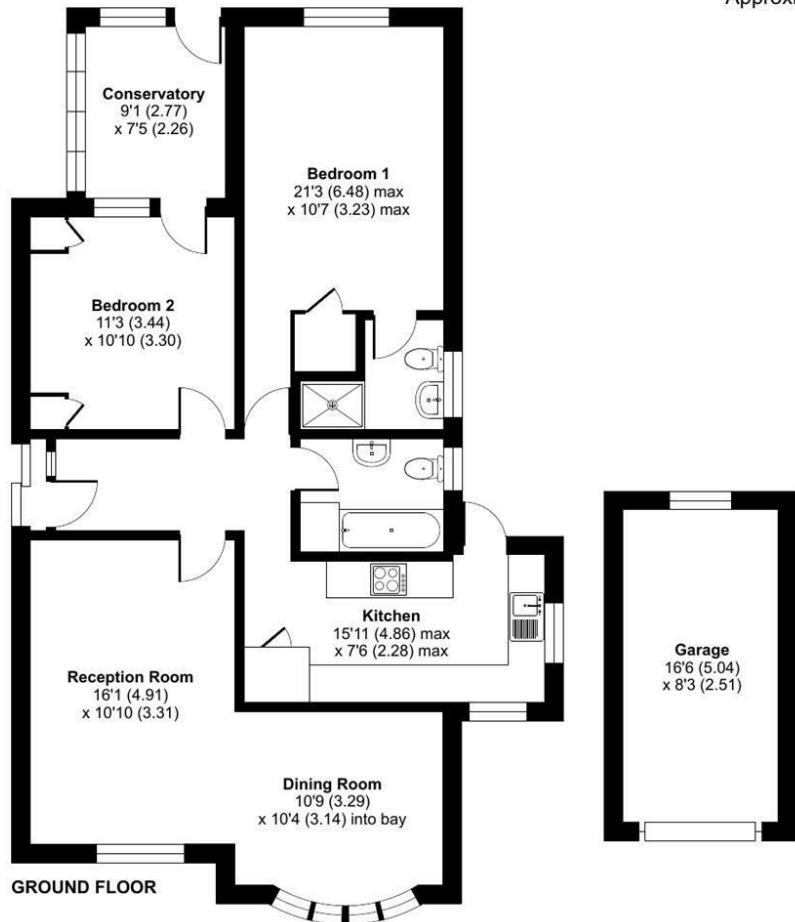 Approxi
Conservatory
9'1 (2.77)
x 7'5 (2.26)
Bedroom 1
21'3 (6.48) max
x 10'7 (3.23) max
Bedroom 2
11'3 (3.44)
x 10'10 (3.30)
Kitchen
15'11 (4.86) max
x 7'6 (2.28) max
Garage
16'6 (5.04)
x 8'3 (2.51)
Reception Room
16'1 (4.91)
x 10'10 (3.31)
Dining Room
10'9 (3.29)
x 10'4 (3.14) into bay
GROUND FLOOR